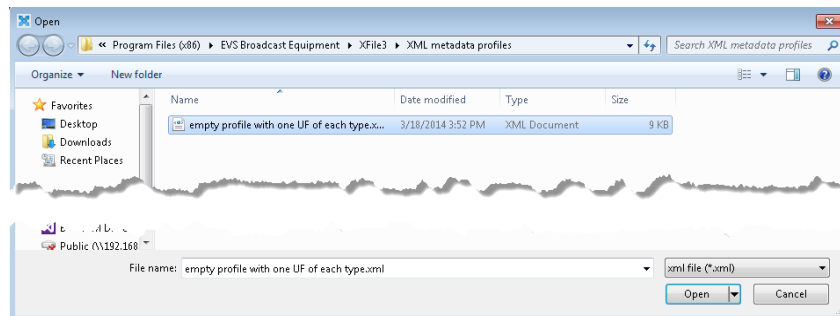 Open
« Program Files (x86) ▸ EVS Broadcast Equipment ▸ XFile3 ▸ XML metadata profiles
Search XML metadata profiles
Organize New folder
Favorites
Desktop
Downloads
Recent Places
Name Date modified Type Size
empty profile with one UF of each type.x... 3/18/2014 3:52 PM XML Document 9 KB
Public (\\192.168
File name: empty profile with one UF of each type.xml
xml file (*.xml)
Open Cancel